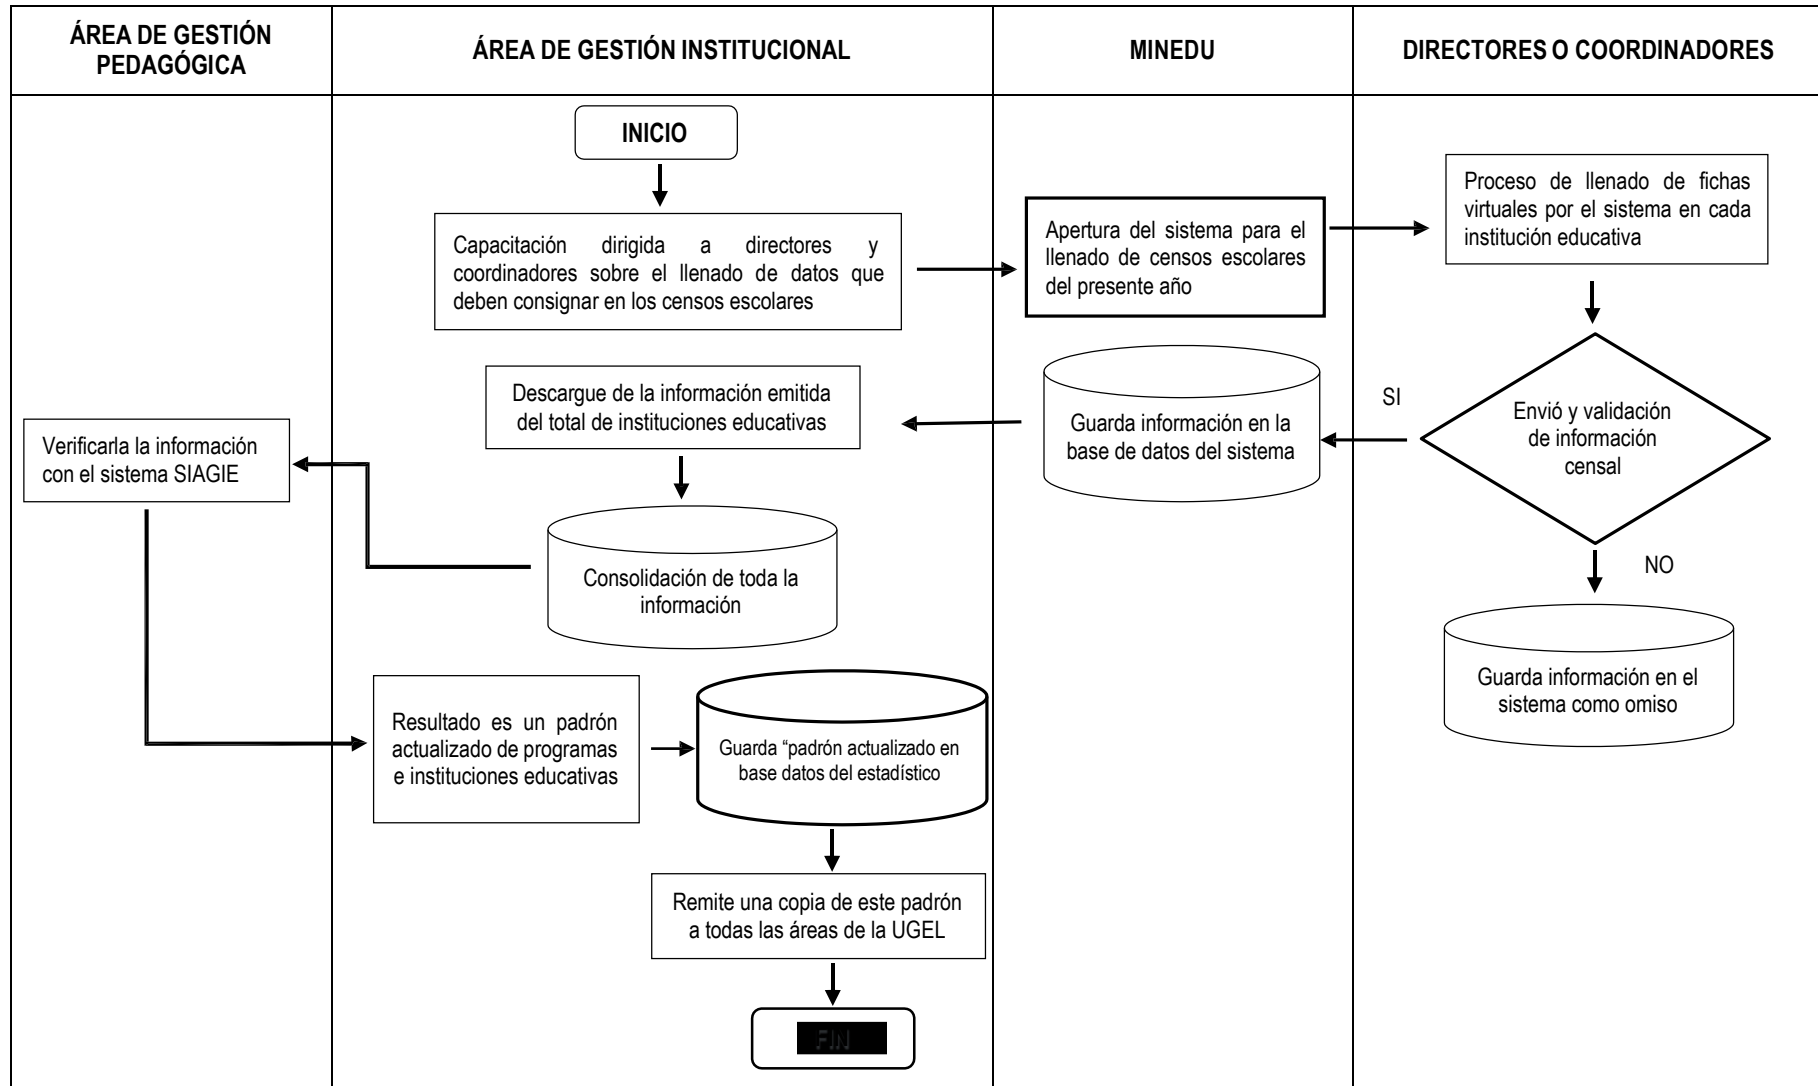 ÁREA DE GESTIÓN
PEDAGÓGICA
ÁREA DE GESTIÓN INSTITUCIONAL
MINEDU
DIRECTORES O COORDINADORES
INICIO
Capacitación dirigida a directores y
coordinadores sobre el llenado de datos que
deben consignar en los censos escolares
Apertura del sistema para el
llenado de censos escolares
del presente año
Proceso de llenado de fichas
virtuales por el sistema en cada
institución educativa
Envió y validación
de información
censal
SI
NO
Guarda información en la
base de datos del sistema
Guarda información en el
sistema como omiso
Descargue de la información emitida
del total de instituciones educativas
Consolidación de toda la
información
Verificarla la información
con el sistema SIAGIE
Resultado es un padrón
actualizado de programas
e instituciones educativas
Guarda “padrón actualizado en
base datos del estadístico
Remite una copia de este padrón
a todas las áreas de la UGEL
FIN